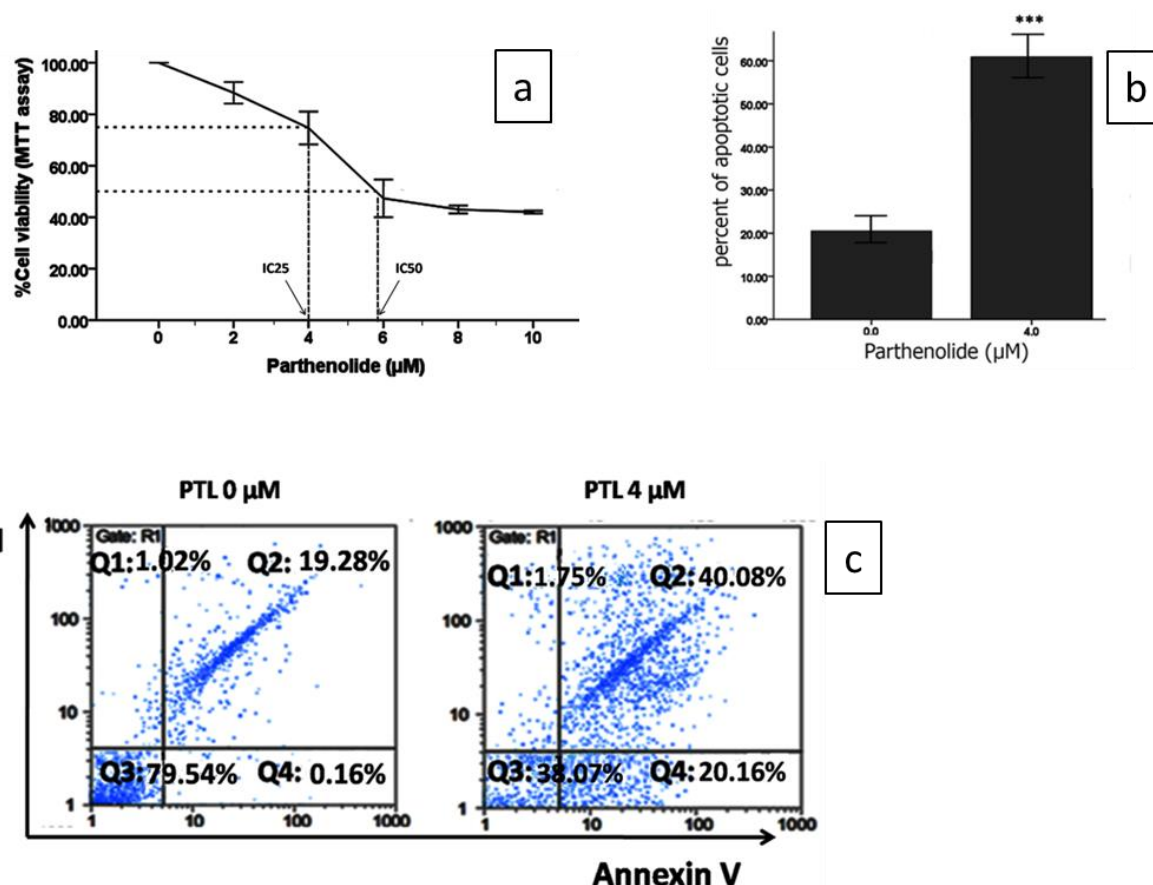 a
%Cell viability (MTT assay)
100.00
80.00
60.00
40.00
20.00
0.00
IC25
IC50
0 2 4 6 8 10
Parthenolide (µM)
b
***
percent of apoptotic cells
60.00
50.00
40.00
30.00
20.00
10.00
0.00
0.0 4.0
Parthenolide (µM)
c
PTL 0 µM
1000
Gate: R1
Q1: 1.02% Q2: 19.28%
100
10
Q3: 79.54% Q4: 0.16%
1
1 10 100 1000
PTL 4 µM
1000
Gate: R1
Q1: 1.75% Q2: 40.08%
100
10
Q3: 38.07% Q4: 20.16%
1
1 10 100 1000
Annexin V